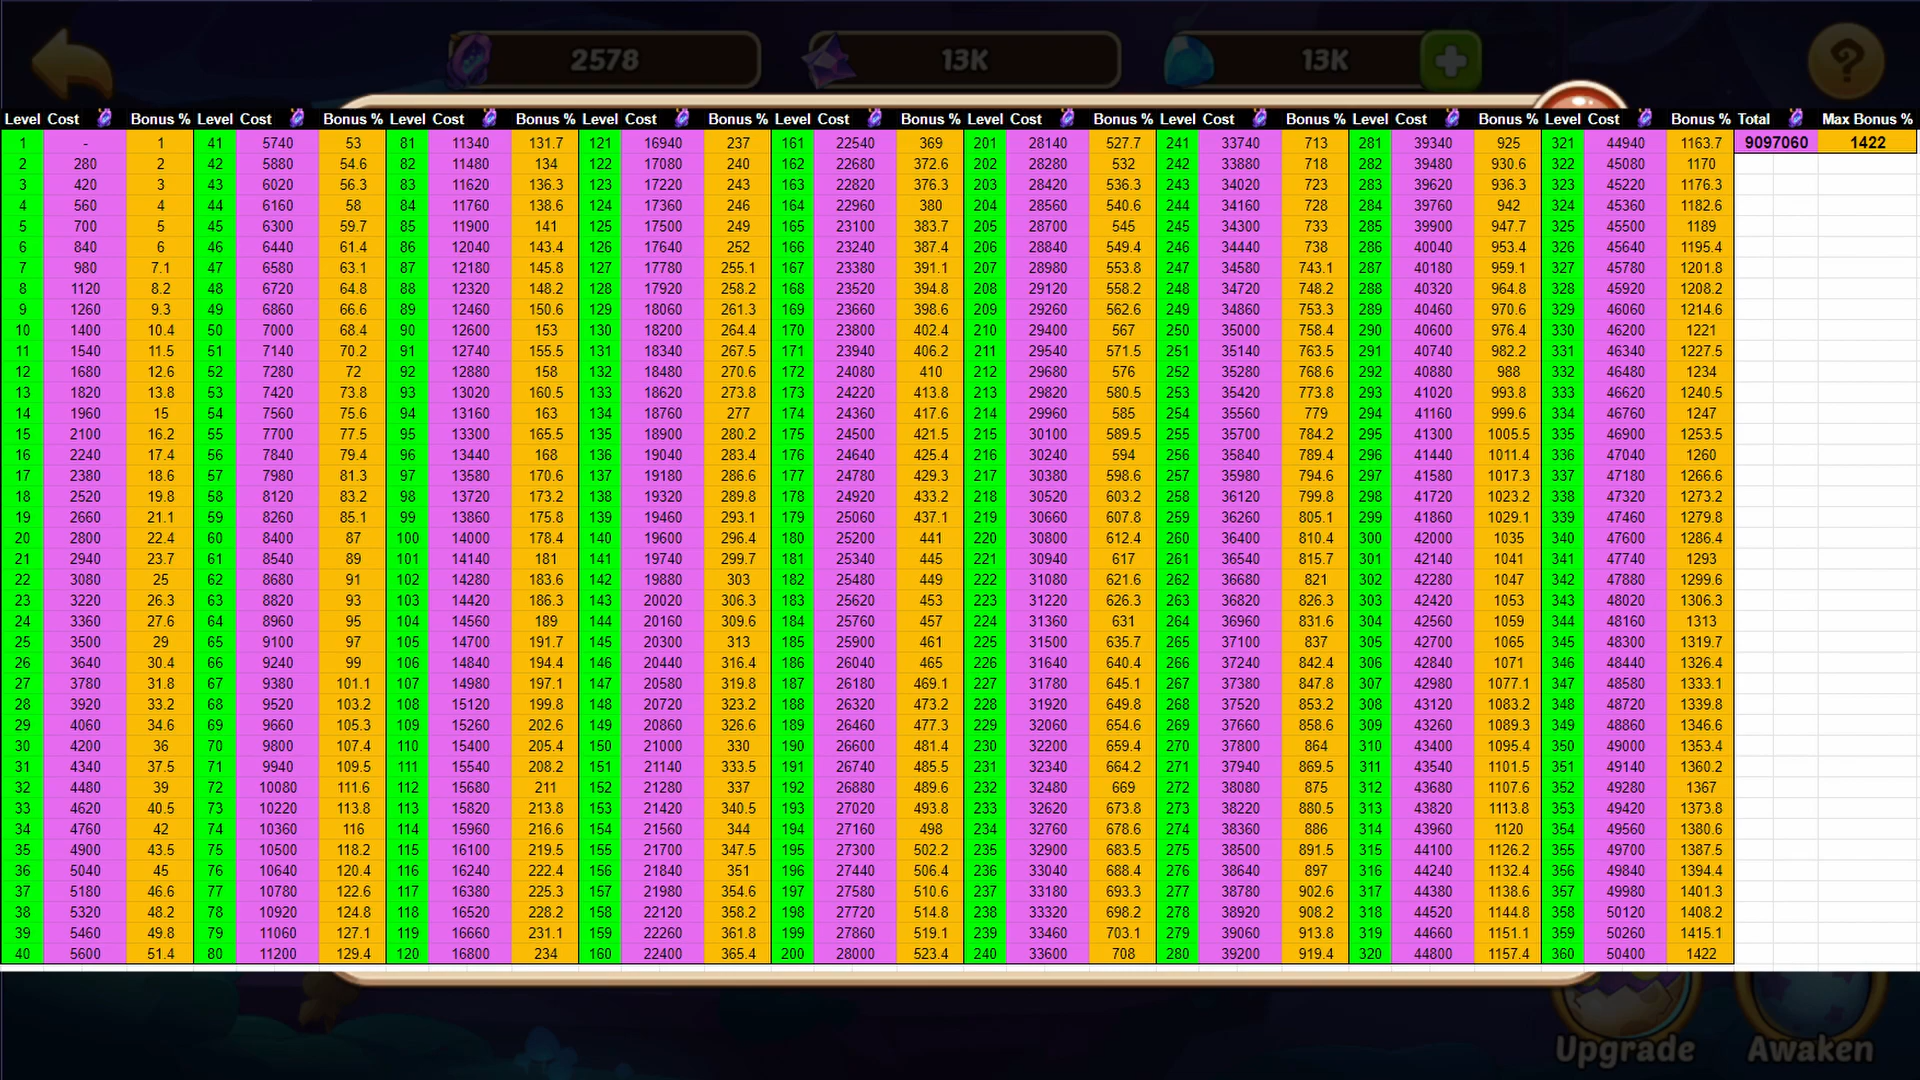 2578 13K 13K
Level Cost Bonus % Level Cost Bonus % Level Cost Bonus % Level Cost Bonus % Level Cost Bonus % Level Cost Bonus % Level Cost Bonus % Level Cost Bonus % Level Cost Bonus % Total Max Bonus %
1 - 1 41 5740 53 81 11340 131.7 121 16940 237 161 22540 369 201 28140 527.7 241 33740 713 281 39340 925 321 44940 1163.7 9097060 1422
2 280 2 42 5880 54.6 82 11480 134 122 17080 240 162 22680 372.6 202 28280 532 242 33880 718 282 39480 930.6 322 45080 1170
3 420 3 43 6020 56.3 83 11620 136.3 123 17220 243 163 22820 376.3 203 28420 536.3 243 34020 723 283 39620 936.3 323 45220 1176.3
4 560 4 44 6160 58 84 11760 138.6 124 17360 246 164 22960 380 204 28560 540.6 244 34160 728 284 39760 942 324 45360 1182.6
5 700 5 45 6300 59.7 85 11900 141 125 17500 249 165 23100 383.7 205 28700 545 245 34300 733 285 39900 947.7 325 45500 1189
6 840 6 46 6440 61.4 86 12040 143.4 126 17640 252 166 23240 387.4 206 28840 549.4 246 34440 738 286 40040 953.4 326 45640 1195.4
7 980 7.1 47 6580 63.1 87 12180 145.8 127 17780 255.1 167 23380 391.1 207 28980 553.8 247 34580 743.1 287 40180 959.1 327 45780 1201.8
8 1120 8.2 48 6720 64.8 88 12320 148.2 128 17920 258.2 168 23520 394.8 208 29120 558.2 248 34720 748.2 288 40320 964.8 328 45920 1208.2
9 1260 9.3 49 6860 66.6 89 12460 150.6 129 18060 261.3 169 23660 398.6 209 29260 562.6 249 34860 753.3 289 40460 970.6 329 46060 1214.6
10 1400 10.4 50 7000 68.4 90 12600 153 130 18200 264.4 170 23800 402.4 210 29400 567 250 35000 758.4 290 40600 976.4 330 46200 1221
11 1540 11.5 51 7140 70.2 91 12740 155.5 131 18340 267.5 171 23940 406.2 211 29540 571.5 251 35140 763.5 291 40740 982.2 331 46340 1227.5
12 1680 12.6 52 7280 72 92 12880 158 132 18480 270.6 172 24080 410 212 29680 576 252 35280 768.6 292 40880 988 332 46480 1234
13 1820 13.8 53 7420 73.8 93 13020 160.5 133 18620 273.8 173 24220 413.8 213 29820 580.5 253 35420 773.8 293 41020 993.8 333 46620 1240.5
14 1960 15 54 7560 75.6 94 13160 163 134 18760 277 174 24360 417.6 214 29960 585 254 35560 779 294 41160 999.6 334 46760 1247
15 2100 16.2 55 7700 77.5 95 13300 165.5 135 18900 280.2 175 24500 421.5 215 30100 589.5 255 35700 784.2 295 41300 1005.5 335 46900 1253.5
16 2240 17.4 56 7840 79.4 96 13440 168 136 19040 283.4 176 24640 425.4 216 30240 594 256 35840 789.4 296 41440 1011.4 336 47040 1260
17 2380 18.6 57 7980 81.3 97 13580 170.6 137 19180 286.6 177 24780 429.3 217 30380 598.6 257 35980 794.6 297 41580 1017.3 337 47180 1266.6
18 2520 19.8 58 8120 83.2 98 13720 173.2 138 19320 289.8 178 24920 433.2 218 30520 603.2 258 36120 799.8 298 41720 1023.2 338 47320 1273.2
19 2660 21.1 59 8260 85.1 99 13860 175.8 139 19460 293.1 179 25060 437.1 219 30660 607.8 259 36260 805.1 299 41860 1029.1 339 47460 1279.8
20 2800 22.4 60 8400 87 100 14000 178.4 140 19600 296.4 180 25200 441 220 30800 612.4 260 36400 810.4 300 42000 1035 340 47600 1286.4
21 2940 23.7 61 8540 89 101 14140 181 141 19740 299.7 181 25340 445 221 30940 617 261 36540 815.7 301 42140 1041 341 47740 1293
22 3080 25 62 8680 91 102 14280 183.6 142 19880 303 182 25480 449 222 31080 621.6 262 36680 821 302 42280 1047 342 47880 1299.6
23 3220 26.3 63 8820 93 103 14420 186.3 143 20020 306.3 183 25620 453 223 31220 626.3 263 36820 826.3 303 42420 1053 343 48020 1306.3
24 3360 27.6 64 8960 95 104 14560 189 144 20160 309.6 184 25760 457 224 31360 631 264 36960 831.6 304 42560 1059 344 48160 1313
25 3500 29 65 9100 97 105 14700 191.7 145 20300 313 185 25900 461 225 31500 635.7 265 37100 837 305 42700 1065 345 48300 1319.7
26 3640 30.4 66 9240 99 106 14840 194.4 146 20440 316.4 186 26040 465 226 31640 640.4 266 37240 842.4 306 42840 1071 346 48440 1326.4
27 3780 31.8 67 9380 101.1 107 14980 197.1 147 20580 319.8 187 26180 469.1 227 31780 645.1 267 37380 847.8 307 42980 1077.1 347 48580 1333.1
28 3920 33.2 68 9520 103.2 108 15120 199.8 148 20720 323.2 188 26320 473.2 228 31920 649.8 268 37520 853.2 308 43120 1083.2 348 48720 1339.8
29 4060 34.6 69 9660 105.3 109 15260 202.6 149 20860 326.6 189 26460 477.3 229 32060 654.6 269 37660 858.6 309 43260 1089.3 349 48860 1346.6
30 4200 36 70 9800 107.4 110 15400 205.4 150 21000 330 190 26600 481.4 230 32200 659.4 270 37800 864 310 43400 1095.4 350 49000 1353.4
31 4340 37.5 71 9940 109.5 111 15540 208.2 151 21140 333.5 191 26740 485.5 231 32340 664.2 271 37940 869.5 311 43540 1101.5 351 49140 1360.2
32 4480 39 72 10080 111.6 112 15680 211 152 21280 337 192 26880 489.6 232 32480 669 272 38080 875 312 43680 1107.6 352 49280 1367
33 4620 40.5 73 10220 113.8 113 15820 213.8 153 21420 340.5 193 27020 493.8 233 32620 673.8 273 38220 880.5 313 43820 1113.8 353 49420 1373.8
34 4760 42 74 10360 116 114 15960 216.6 154 21560 344 194 27160 498 234 32760 678.6 274 38360 886 314 43960 1120 354 49560 1380.6
35 4900 43.5 75 10500 118.2 115 16100 219.5 155 21700 347.5 195 27300 502.2 235 32900 683.5 275 38500 891.5 315 44100 1126.2 355 49700 1387.5
36 5040 45 76 10640 120.4 116 16240 222.4 156 21840 351 196 27440 506.4 236 33040 688.4 276 38640 897 316 44240 1132.4 356 49840 1394.4
37 5180 46.6 77 10780 122.6 117 16380 225.3 157 21980 354.6 197 27580 510.6 237 33180 693.3 277 38780 902.6 317 44380 1138.6 357 49980 1401.3
38 5320 48.2 78 10920 124.8 118 16520 228.2 158 22120 358.2 198 27720 514.8 238 33320 698.2 278 38920 908.2 318 44520 1144.8 358 50120 1408.2
39 5460 49.8 79 11060 127.1 119 16660 231.1 159 22260 361.8 199 27860 519.1 239 33460 703.1 279 39060 913.8 319 44660 1151.1 359 50260 1415.1
40 5600 51.4 80 11200 129.4 120 16800 234 160 22400 365.4 200 28000 523.4 240 33600 708 280 39200 919.4 320 44800 1157.4 360 50400 1422
Upgrade Awaken